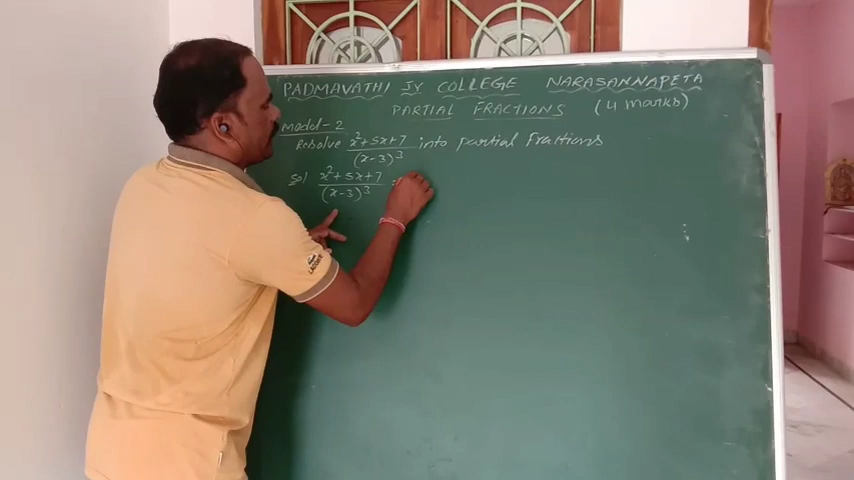 PADMAVATHI JY COLLEGE NARASANNAPETA
PARTIAL FRACTIONS (4 marks)
Model-2
Resolve x²+5x+7/(x-3)³ into partial fractions
Sol x²+5x+7/(x-3)³ =